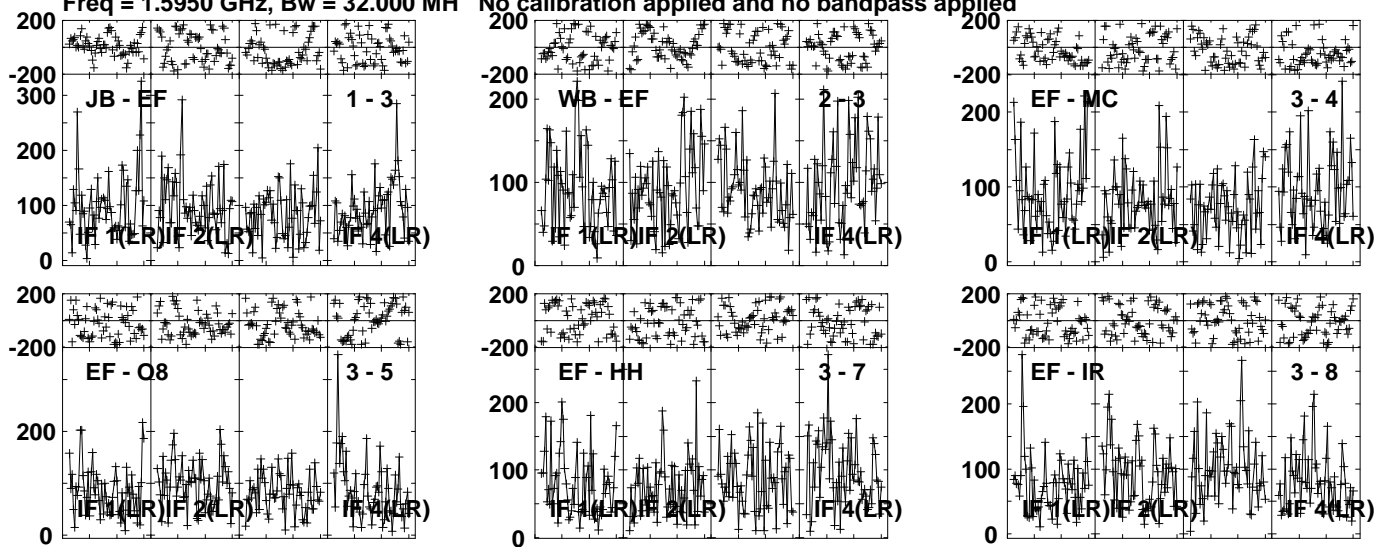 Freq = 1.5950 GHz, Bw = 32.000 MH No calibration applied and no bandpass applied
200
-200
300
200
100
0
JB - EF 1 - 3
IF 1(LR) IF 2(LR) IF 4(LR)
200
-200
200
100
0
WB - EF 2 - 3
IF 1(LR) IF 2(LR) IF 4(LR)
200
-200
200
100
0
EF - MC 3 - 4
IF 1(LR) IF 2(LR) IF 4(LR)
200
-200
200
0
EF - O8 3 - 5
IF 1(LR) IF 2(LR) IF 4(LR)
200
-200
200
100
0
EF - HH 3 - 7
IF 1(LR) IF 2(LR) IF 4(LR)
200
-200
200
100
0
EF - IR 3 - 8
IF 1(LR) IF 2(LR) IF 4(LR)